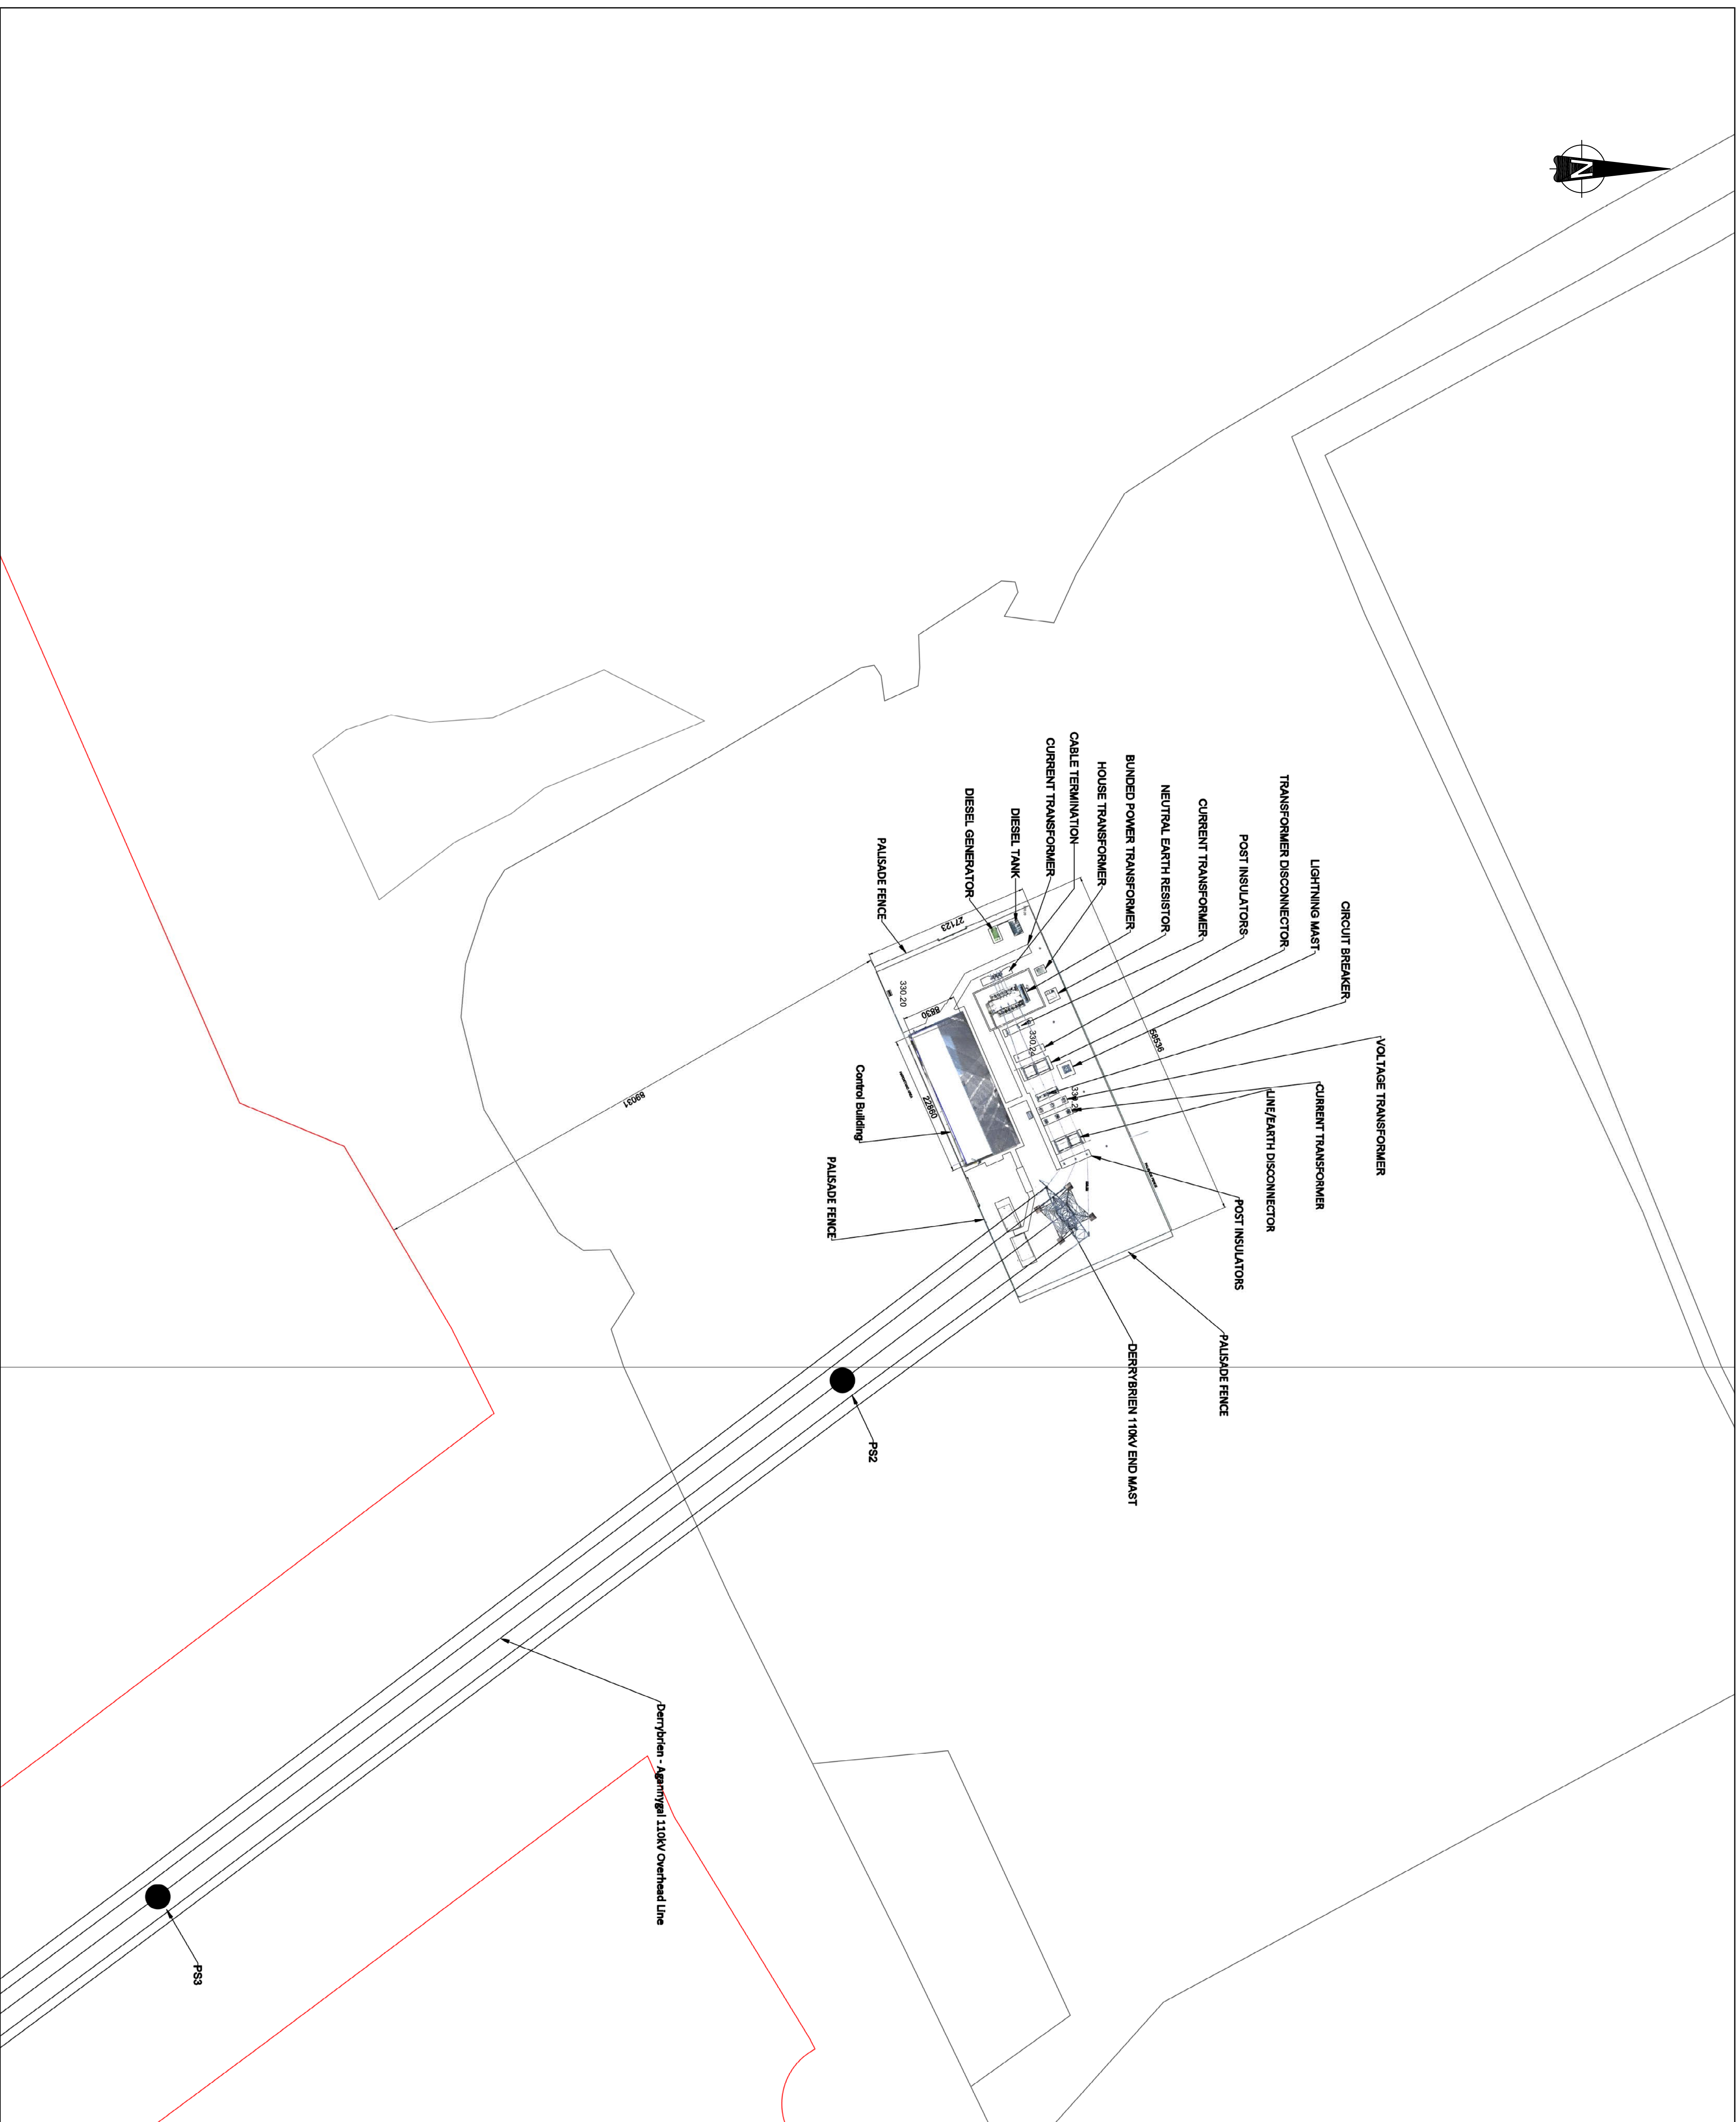 N
VOLTAGE TRANSFORMER
CIRCUIT BREAKER
CURRENT TRANSFORMER
LIGHTNING MAST
TRANSFORMER DISCONNECTOR
LINE/EARTH DISCONNECTOR
POST INSULATORS
POST INSULATORS
PALISADE FENCE
CURRENT TRANSFORMER
NEUTRAL EARTH RESISTOR
58536
DERRYBRIEN 110kV END MAST
BUNDED POWER TRANSFORMER
HOUSE TRANSFORMER
CABLE TERMINATION
CURRENT TRANSFORMER
330.24
DIESEL TANK
DIESEL GENERATOR
27123
8830
22860
330.20
PALISADE FENCE
PS2
Control Building
PALISADE FENCE
Derrybrien - Agannygal 110kV Overhead Line
89031
PS3